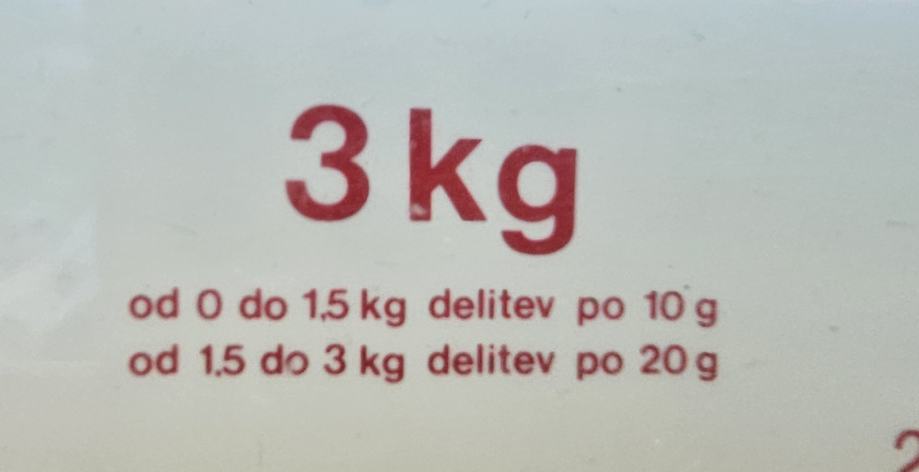 3 kg
od 0 do 1,5 kg delitev po 10 g
od 1,5 do 3 kg delitev po 20 g